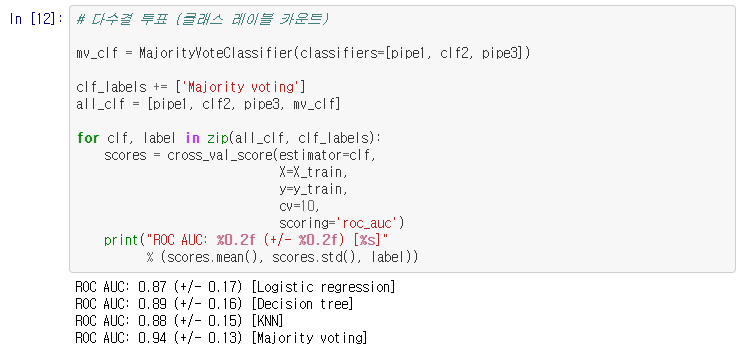 In [12]: # 다수결 투표 (클래스 레이블 카운트)
mv_clf = MajorityVoteClassifier(classifiers=[pipe1, clf2, pipe3])
clf_labels += ['Majority voting']
all_clf = [pipe1, clf2, pipe3, mv_clf]
for clf, label in zip(all_clf, clf_labels):
    scores = cross_val_score(estimator=clf,
                             X=X_train,
                             y=y_train,
                             cv=10,
                             scoring='roc_auc')
    print("ROC AUC: %0.2f (+/- %0.2f) [%s]"
          % (scores.mean(), scores.std(), label))
ROC AUC: 0.87 (+/- 0.17) [Logistic regression]
ROC AUC: 0.89 (+/- 0.16) [Decision tree]
ROC AUC: 0.88 (+/- 0.15) [KNN]
ROC AUC: 0.94 (+/- 0.13) [Majority voting]